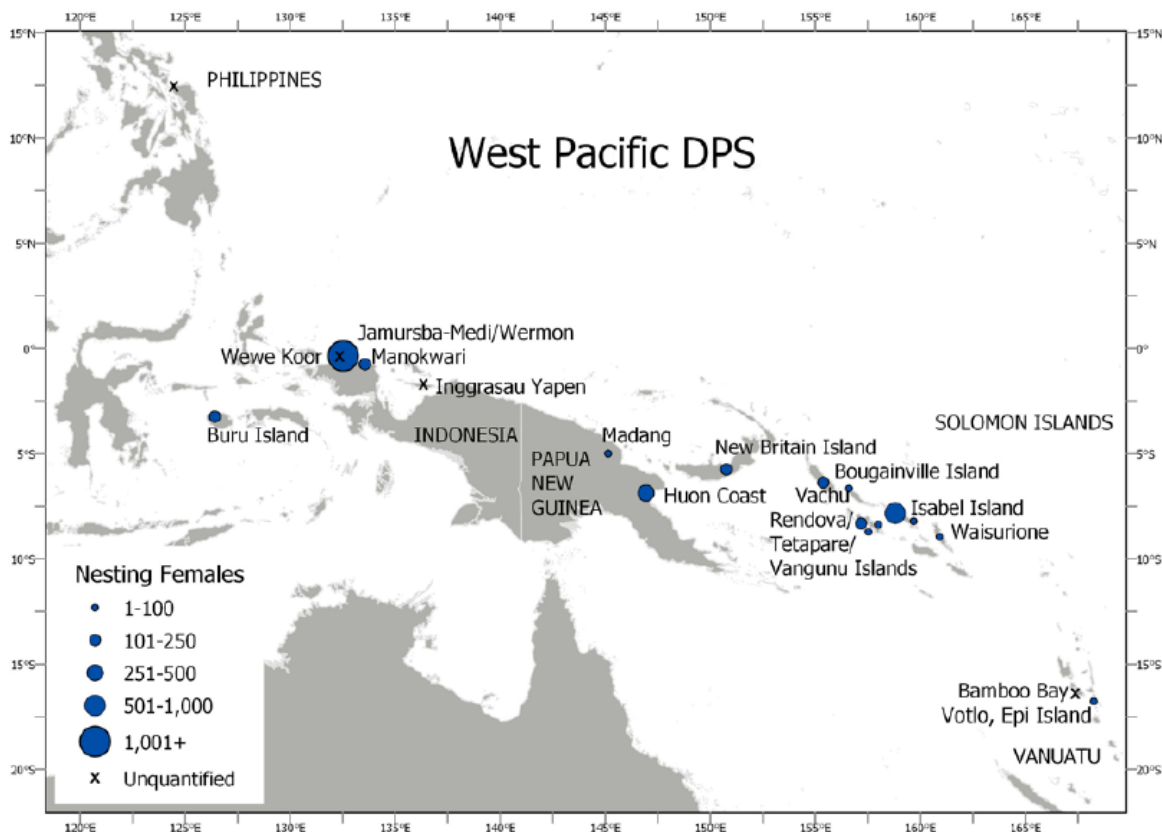 120°E 125°E 130°E 135°E 140°E 145°E 150°E 155°E 160°E 165°E
15°N 15°N
PHILIPPINES
10°N 10°N
West Pacific DPS
5°N 5°N
0° 0°
Jamursba-Medi/Wermon
Wewe Koor
Manokwari
Inggrasau Yapen
Buru Island
INDONESIA
Madang
SOLOMON ISLANDS
5°S 5°S
New Britain Island
PAPUA
NEW
GUINEA
Bougainville Island
Huon Coast
Vachu
Rendova/
Tetapare/
Vangunu Islands
Isabel Island
Waisurione
10°S 10°S
Nesting Females
1-100
101-250
251-500
501-1,000
1,001+
x Unquantified
15°S 15°S
Bamboo Bay
Votlo, Epi Island
VANUATU
20°S 20°S
120°E 125°E 130°E 135°E 140°E 145°E 150°E 155°E 160°E 165°E